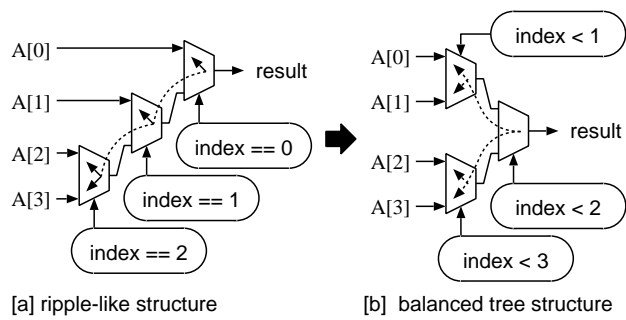 A[0]
A[1]
A[2]
A[3]
result
index == 0
index == 1
index == 2
[a] ripple-like structure
index < 1
A[0]
A[1]
A[2]
A[3]
result
index < 2
index < 3
[b] balanced tree structure